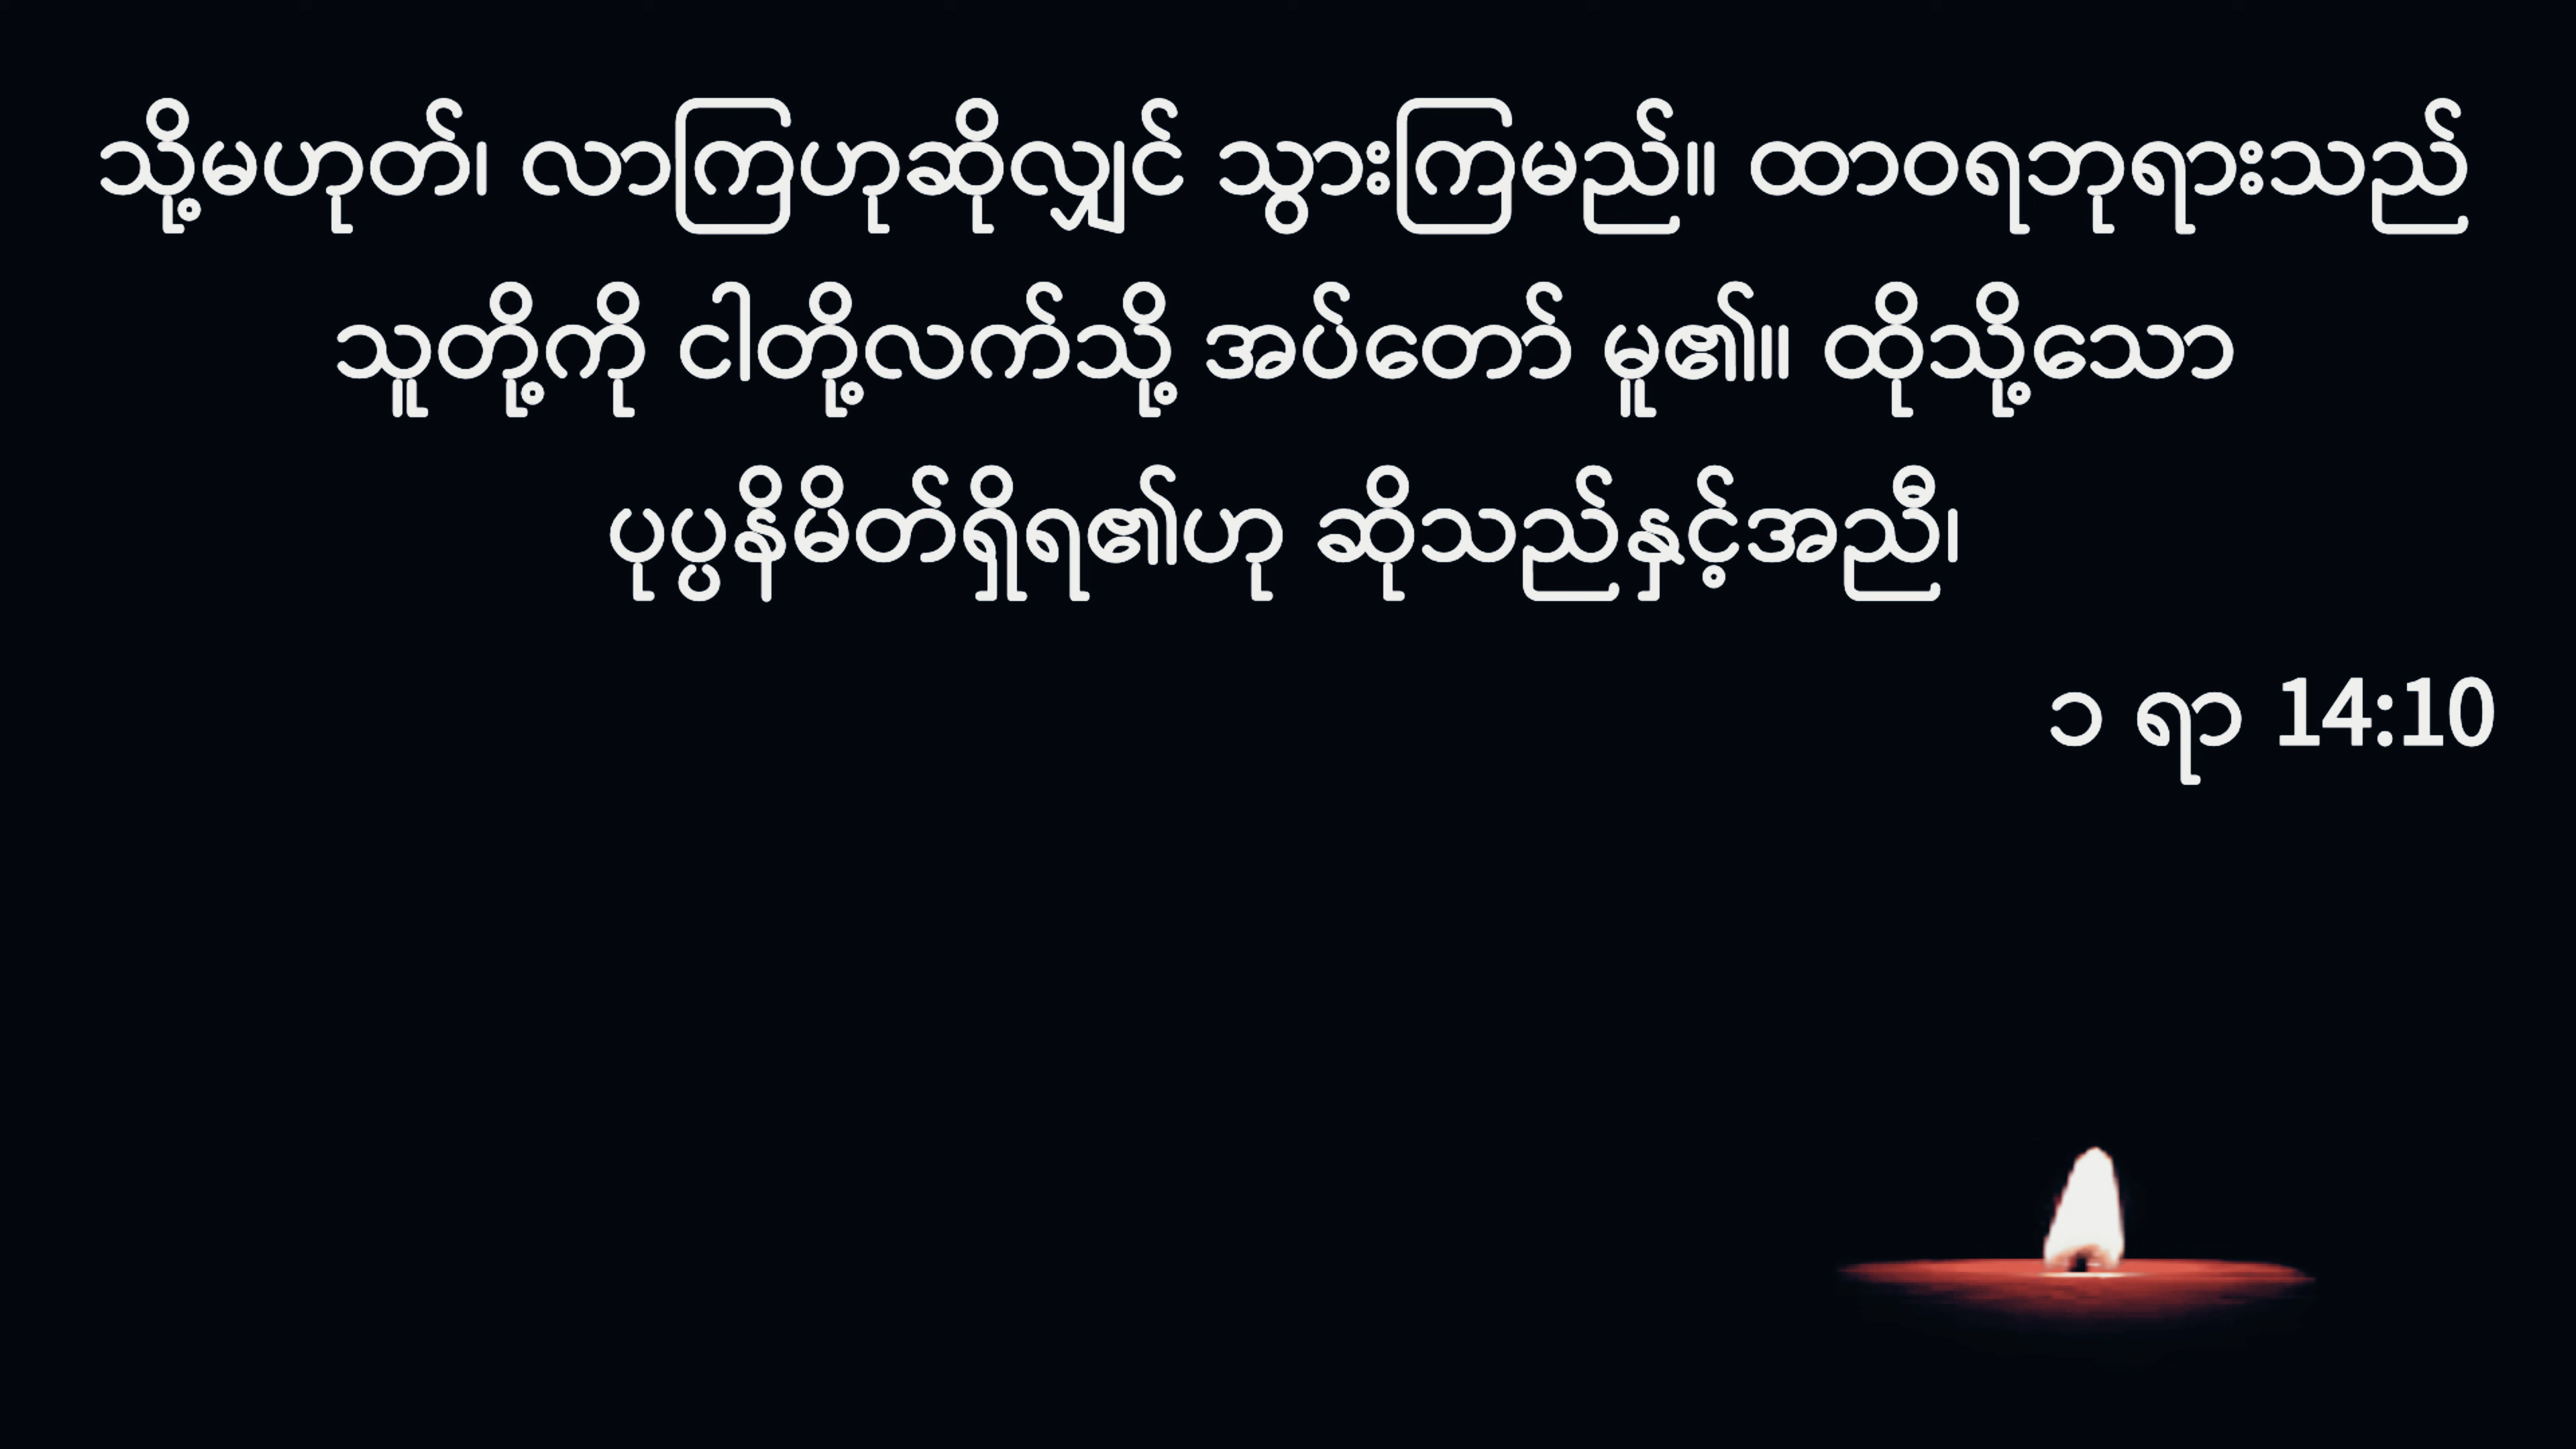 သို့မဟုတ်၊ လာကြဟုဆိုလျှင် သွားကြမည်။ ထာဝရဘုရားသည်
သူတို့ကို ငါတို့လက်သို့ အပ်တော် မူ၏။ ထိုသို့သော
ပုပ္ပနိမိတ်ရှိရ၏ဟု ဆိုသည်နှင့်အညီ၊
၁ ရာ 14:10